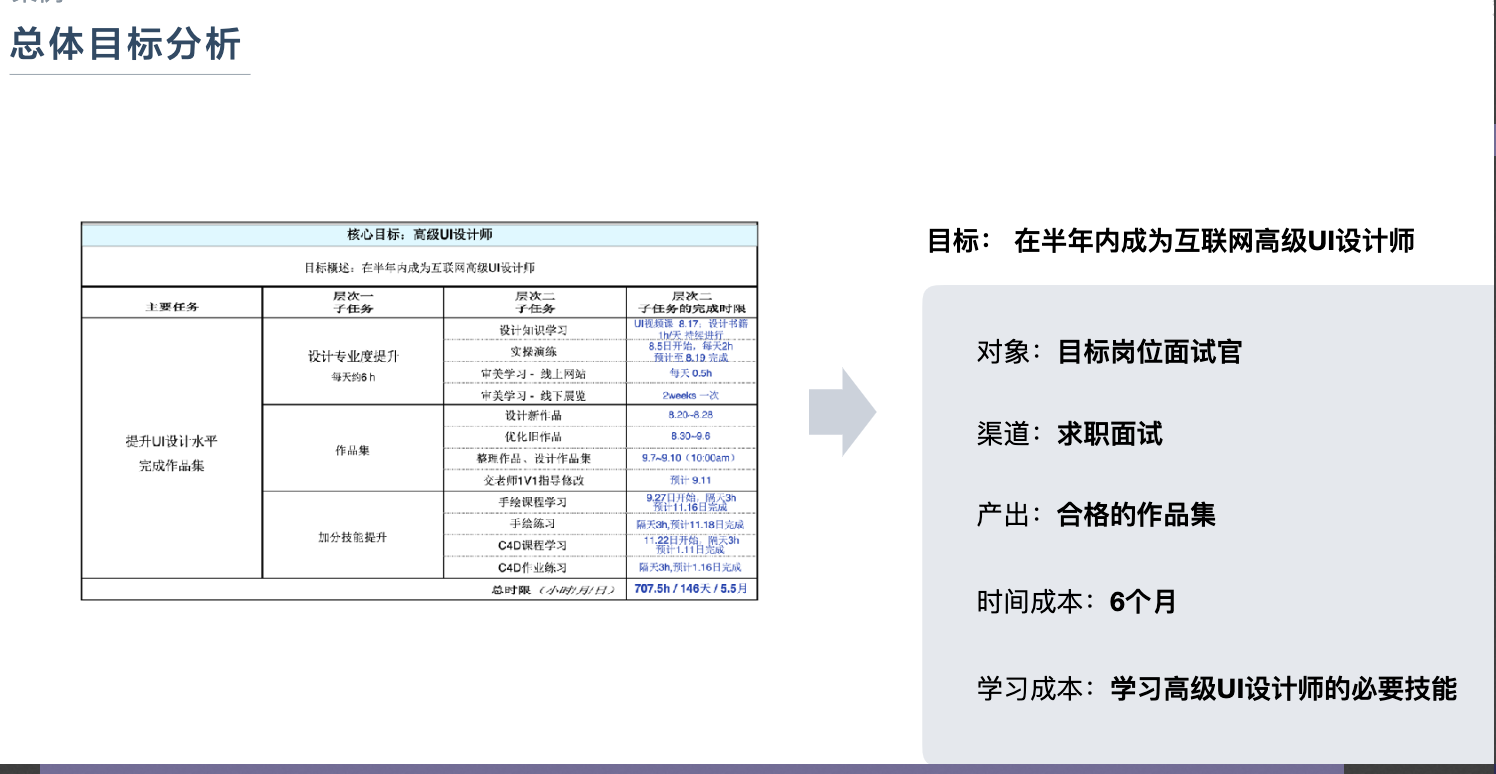 总体目标分析
核心目标：高级UI设计师
目标概述：在半年内成为互联网高级UI设计师
主要任务
层次一
子任务
层次二
子任务
层次二
子任务的完成时限
提升UI设计水平
完成作品集
设计专业度提升
每天约6 h
设计知识学习
UI视频课 8.17；设计书籍
1h/天 持续进行
实操演练
8.5日开始，每天2h
预计至 8.19 完成
审美学习 - 线上网站
每天 0.5h
审美学习 - 线下展览
2weeks 一次
作品集
设计新作品
8.20~8.28
优化旧作品
8.30~9.6
整理作品、设计作品集
9.7~9.10（10:00am）
交老师1V1指导修改
预计 9.11
加分技能提升
手绘课程学习
9.27日开始，隔天3h
预计11.16日完成
手绘练习
隔天3h,预计11.18日完成
C4D课程学习
11.22日开始，隔天3h
预计1.11日完成
C4D作业练习
隔天3h,预计1.16日完成
总时限（小时/月/日）
707.5h / 146天 / 5.5月
目标： 在半年内成为互联网高级UI设计师
对象：目标岗位面试官
渠道：求职面试
产出：合格的作品集
时间成本：6个月
学习成本：学习高级UI设计师的必要技能